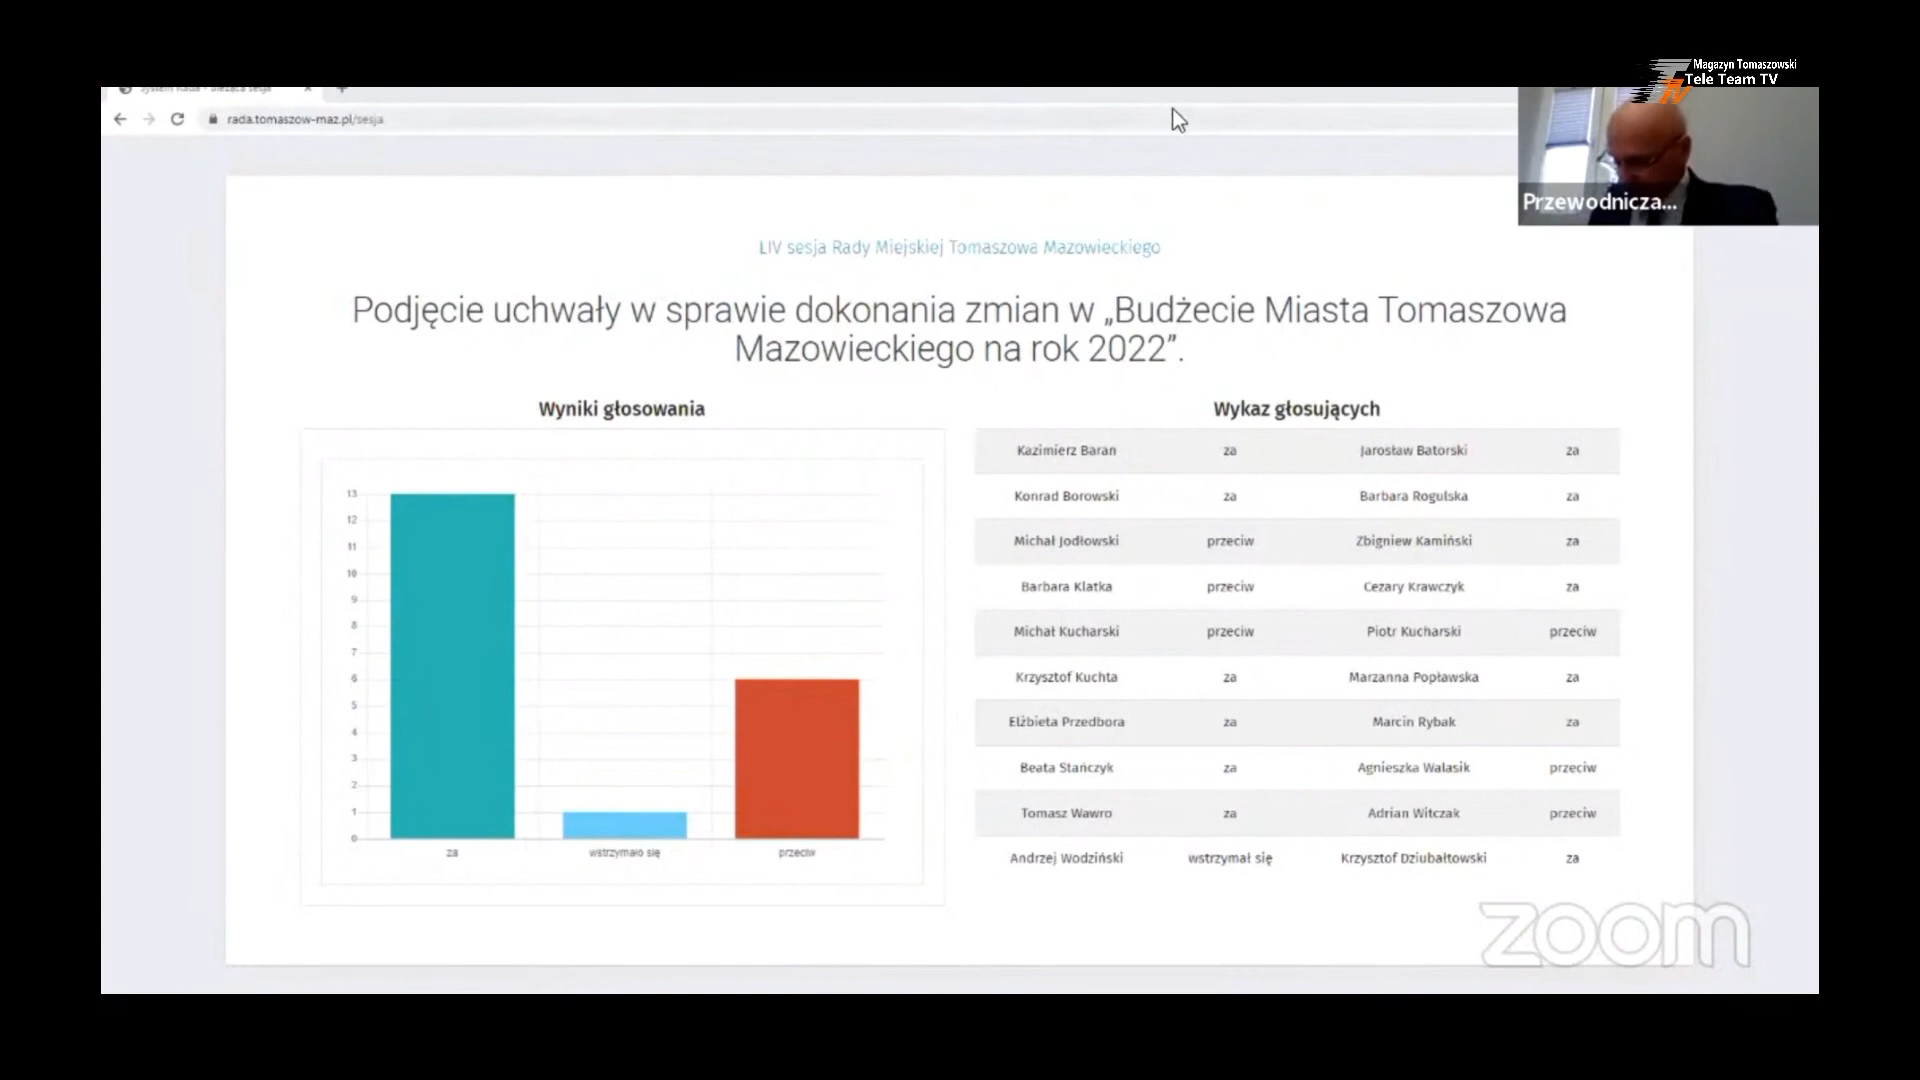 Magazyn Tomaszowski
Tele Team TV
rada.tomaszow-maz.pl/sesja
Przewodnicza...
LIV sesja Rady Miejskiej Tomaszowa Mazowieckiego
Podjęcie uchwały w sprawie dokonania zmian w „Budżecie Miasta Tomaszowa
Mazowieckiego na rok 2022”.
Wyniki głosowania
13
12
11
10
9
8
7
6
5
4
3
2
1
0
za wstrzymało się przeciw
Wykaz głosujących
Kazimierz Baran za Jarosław Batorski za
Konrad Borowski za Barbara Rogulska za
Michał Jodłowski przeciw Zbigniew Kamiński za
Barbara Klatka przeciw Cezary Krawczyk za
Michał Kucharski przeciw Piotr Kucharski przeciw
Krzysztof Kuchta za Marzanna Popławska za
Elżbieta Przedbora za Marcin Rybak za
Beata Stańczyk za Agnieszka Walasik przeciw
Tomasz Wawro za Adrian Witczak przeciw
Andrzej Wodziński wstrzymał się Krzysztof Dziubałtowski za
zoom